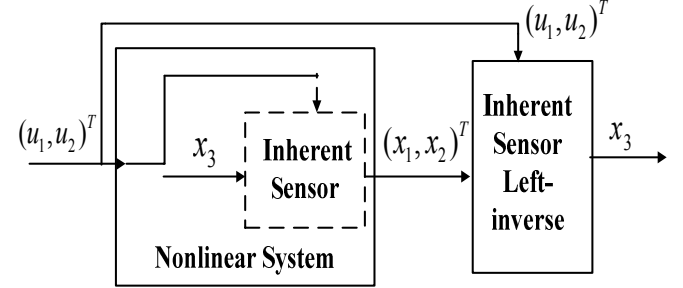 (u₁,u₂)ᵀ
(u₁,u₂)ᵀ
x₃
Inherent
Sensor
(x₁,x₂)ᵀ
Nonlinear System
Inherent
Sensor
Left-
inverse
x₃